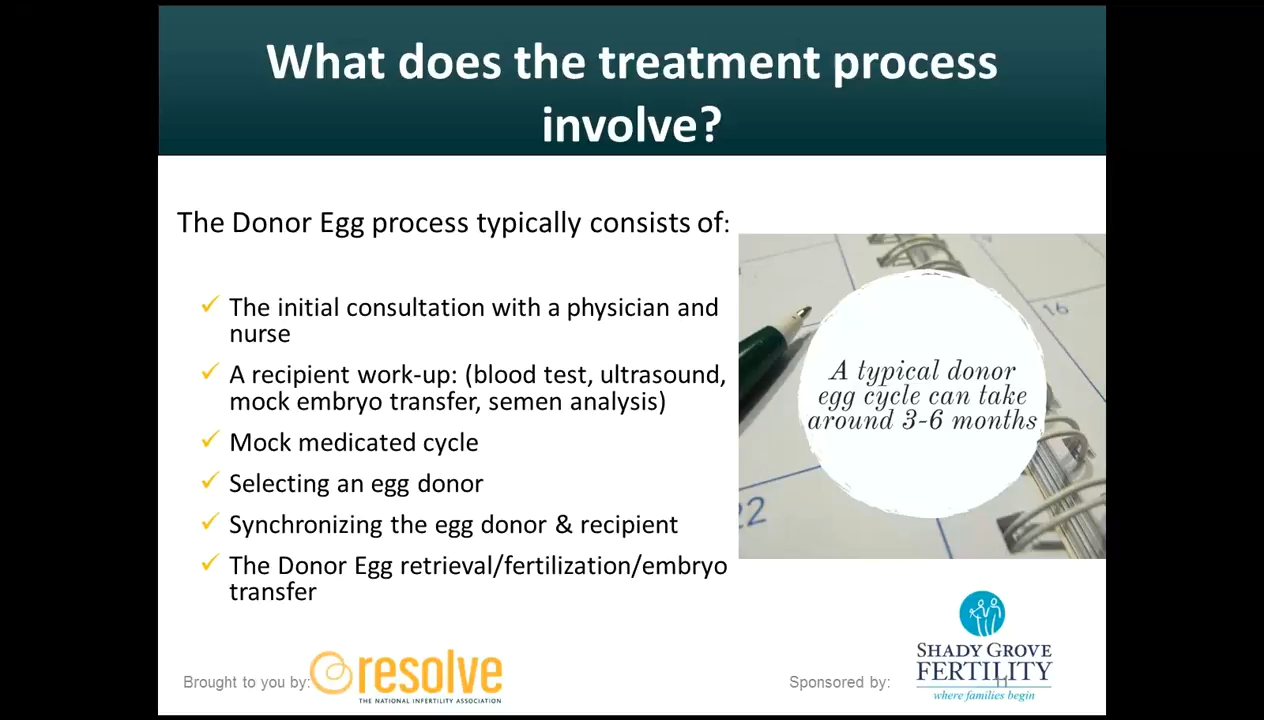 What does the treatment process
involve?
The Donor Egg process typically consists of:
✓ The initial consultation with a physician and
nurse
✓ A recipient work-up: (blood test, ultrasound,
mock embryo transfer, semen analysis)
✓ Mock medicated cycle
✓ Selecting an egg donor
✓ Synchronizing the egg donor & recipient
✓ The Donor Egg retrieval/fertilization/embryo
transfer
16
A typical donor
egg cycle can take
around 3-6 months
22
Brought to you by:
resolve
THE NATIONAL INFERTILITY ASSOCIATION
Sponsored by:
SHADY GROVE
FERTILITY
11
where families begin